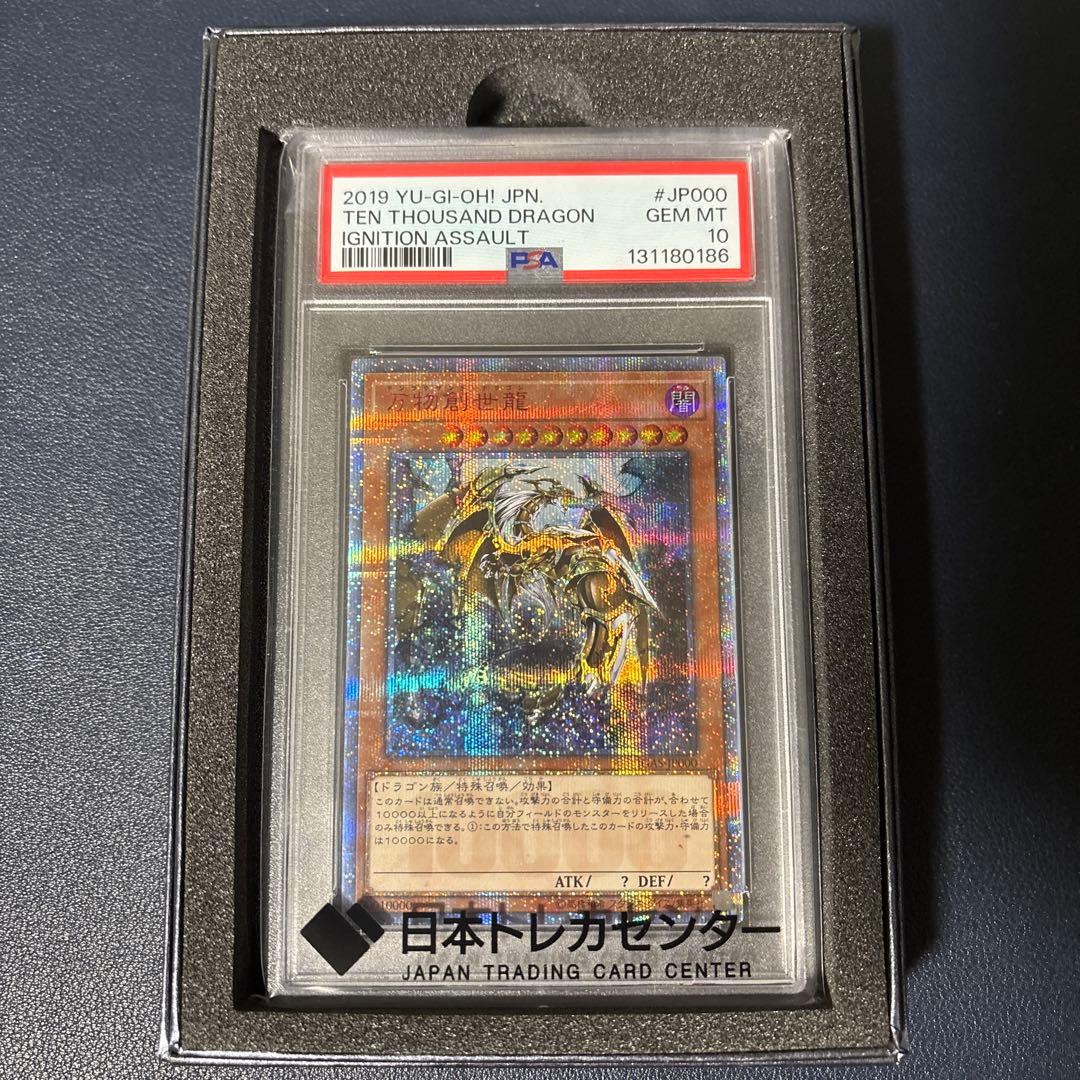 2019 YU-GI-OH! JPN. #JP000
TEN THOUSAND DRAGON GEM MT
IGNITION ASSAULT 10
PSA 131180186
万物創世龍
闇
-JP000
【ドラゴン族／特殊召喚／効果】
このカードは通常召喚できない。攻撃力の合計と守備力の合計が、合わせて
10000以上になるように自分フィールドのモンスターをリリースした場合
のみ特殊召喚できる。①:この方法で特殊召喚したこのカードの攻撃力・守備力
は10000になる。
10000
ATK/ ? DEF/ ?
10000
日本トレカセンター
JAPAN TRADING CARD CENTER